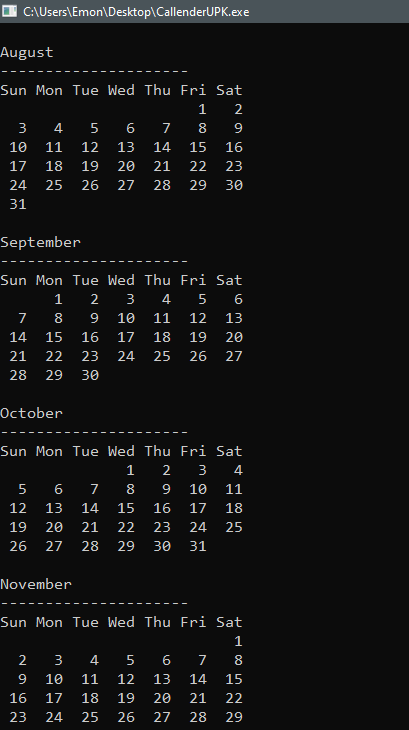 C:\Users\Emon\Desktop\CallenderUPK.exe
August
---------------------
Sun Mon Tue Wed Thu Fri Sat
1 2
3 4 5 6 7 8 9
10 11 12 13 14 15 16
17 18 19 20 21 22 23
24 25 26 27 28 29 30
31
September
---------------------
Sun Mon Tue Wed Thu Fri Sat
1 2 3 4 5 6
7 8 9 10 11 12 13
14 15 16 17 18 19 20
21 22 23 24 25 26 27
28 29 30
October
---------------------
Sun Mon Tue Wed Thu Fri Sat
1 2 3 4
5 6 7 8 9 10 11
12 13 14 15 16 17 18
19 20 21 22 23 24 25
26 27 28 29 30 31
November
---------------------
Sun Mon Tue Wed Thu Fri Sat
1
2 3 4 5 6 7 8
9 10 11 12 13 14 15
16 17 18 19 20 21 22
23 24 25 26 27 28 29